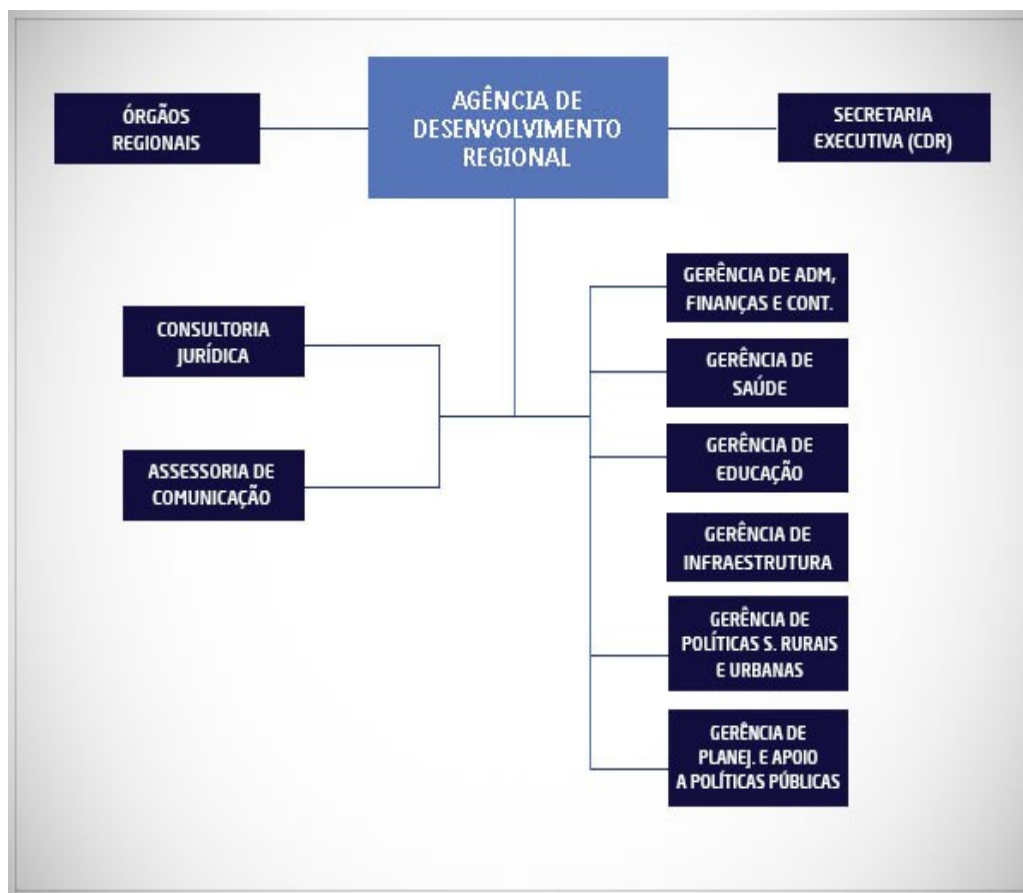 AGÊNCIA DE
DESENVOLVIMENTO
REGIONAL
ÓRGÃOS
REGIONAIS
SECRETARIA
EXECUTIVA (CDR)
CONSULTORIA
JURÍDICA
ASSESSORIA DE
COMUNICAÇÃO
GERÊNCIA DE ADM,
FINANÇAS E CONT.
GERÊNCIA DE
SAÚDE
GERÊNCIA DE
EDUCAÇÃO
GERÊNCIA DE
INFRAESTRUTURA
GERÊNCIA DE
POLÍTICAS S. RURAIS
E URBANAS
GERÊNCIA DE
PLANEJ. E APOIO
A POLÍTICAS PÚBLICAS